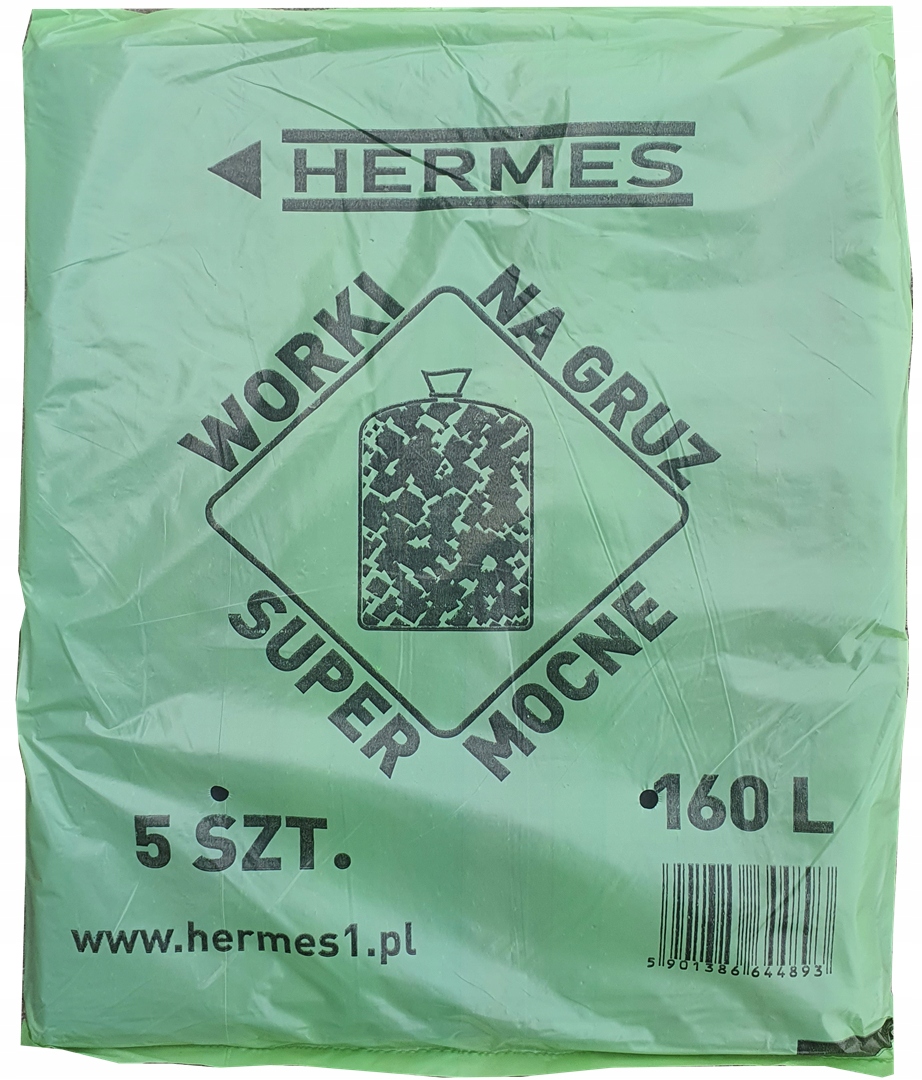 HERMES
WORKI NA GRUZ
SUPER MOCNE
5 SZT.
160 L
www.hermes1.pl
5 901386 644893